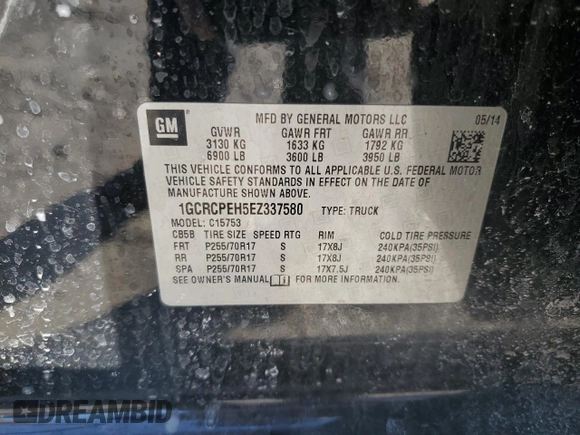 GM
MFD BY GENERAL MOTORS LLC 05/14
GVWR GAWR FRT GAWR RR
3130 KG 1633 KG 1792 KG
6900 LB 3600 LB 3950 LB
THIS VEHICLE CONFORMS TO ALL APPLICABLE U.S. FEDERAL MOTOR
VEHICLE SAFETY STANDARDS IN EFFECT ON THE DATE OF
MANUFACTURE SHOWN ABOVE.
1GCRCPEH5EZ337580 TYPE: TRUCK
MODEL: C15753
CB5B TIRE SIZE SPEED RTG RIM COLD TIRE PRESSURE
FRT P255/70R17 S 17X8J 240KPA(35PSI)
RR P255/70R17 S 17X8J 240KPA(35PSI)
SPA P255/70R17 S 17X7.5J 240KPA(35PSI)
SEE OWNER'S MANUAL FOR MORE INFORMATION.
DREAMBID